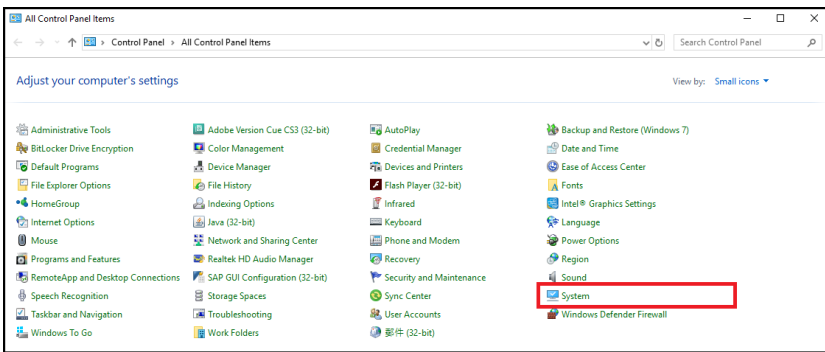 All Control Panel Items
Control Panel > All Control Panel Items
Search Control Panel
Adjust your computer's settings
View by: Small icons
Administrative Tools
Adobe Version Cue CS3 (32-bit)
AutoPlay
Backup and Restore (Windows 7)
BitLocker Drive Encryption
Color Management
Credential Manager
Date and Time
Default Programs
Device Manager
Devices and Printers
Ease of Access Center
File Explorer Options
File History
Flash Player (32-bit)
Fonts
HomeGroup
Indexing Options
Infrared
Intel® Graphics Settings
Internet Options
Java (32-bit)
Keyboard
Language
Mouse
Network and Sharing Center
Phone and Modem
Power Options
Programs and Features
Realtek HD Audio Manager
Recovery
Region
RemoteApp and Desktop Connections
SAP GUI Configuration (32-bit)
Security and Maintenance
Sound
Speech Recognition
Storage Spaces
Sync Center
System
Taskbar and Navigation
Troubleshooting
User Accounts
Windows Defender Firewall
Windows To Go
Work Folders
郵件 (32-bit)